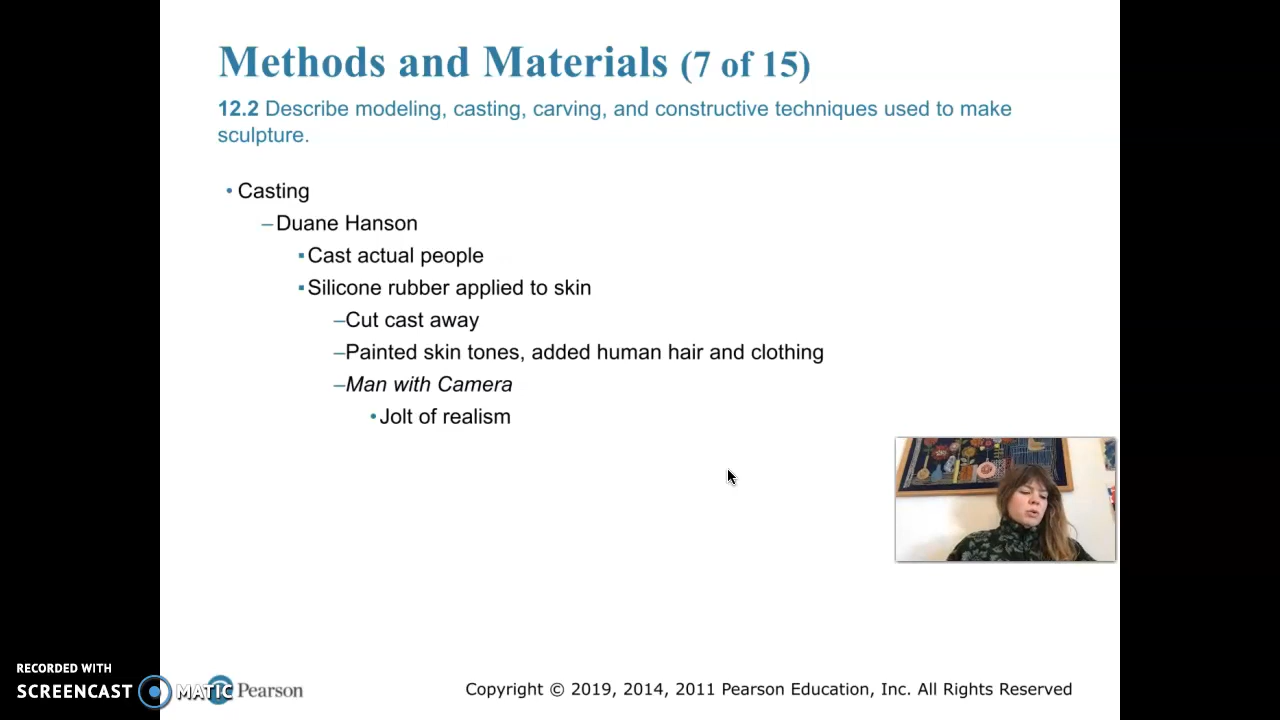 Methods and Materials (7 of 15)
12.2 Describe modeling, casting, carving, and constructive techniques used to make
sculpture.
• Casting
–Duane Hanson
▪Cast actual people
▪Silicone rubber applied to skin
–Cut cast away
–Painted skin tones, added human hair and clothing
–Man with Camera
•Jolt of realism
RECORDED WITH
SCREENCAST MATIC
Pearson
Copyright © 2019, 2014, 2011 Pearson Education, Inc. All Rights Reserved